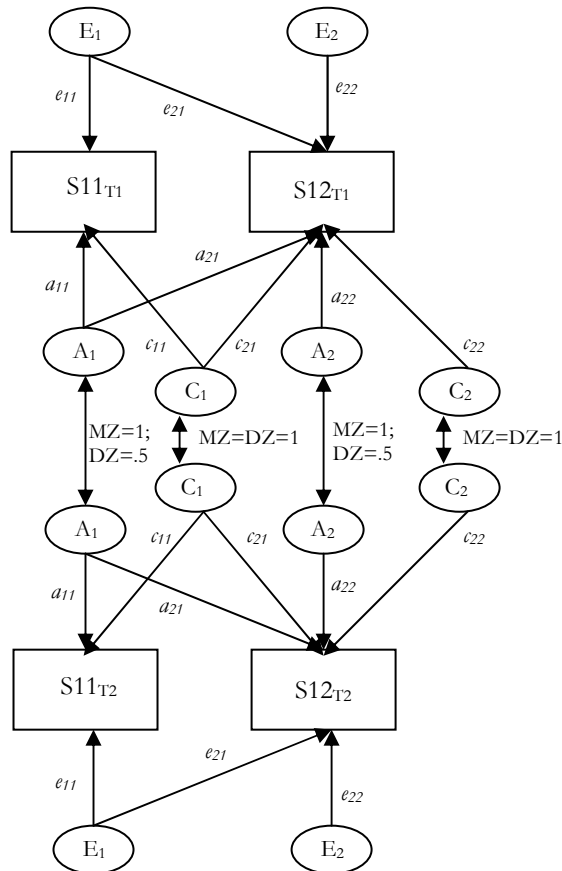 E1 E2
e11 e21 e22
S11T1 S12T1
a21
a11 a22
c11 c21 c22
A1 A2
C1 C2
MZ=1; MZ=DZ=1 MZ=1; MZ=DZ=1
DZ=.5 DZ=.5
C1 C2
A1 A2
c11 c21 c22
a11 a21 a22
S11T2 S12T2
e21
e11 e22
E1 E2